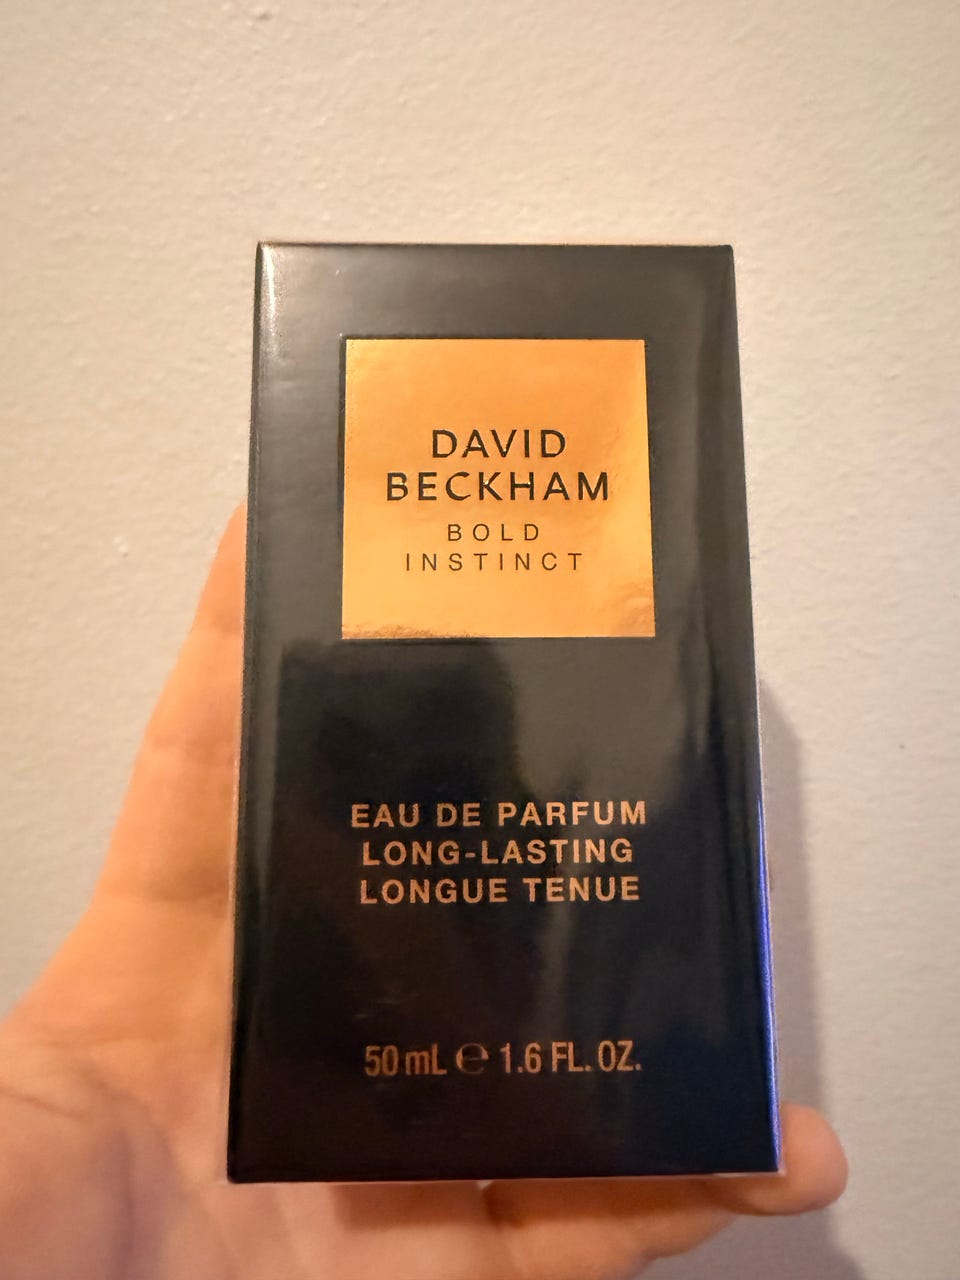 DAVID
BECKHAM
BOLD
INSTINCT
EAU DE PARFUM
LONG-LASTING
LONGUE TENUE
50 mL ℮ 1.6 FL. OZ.